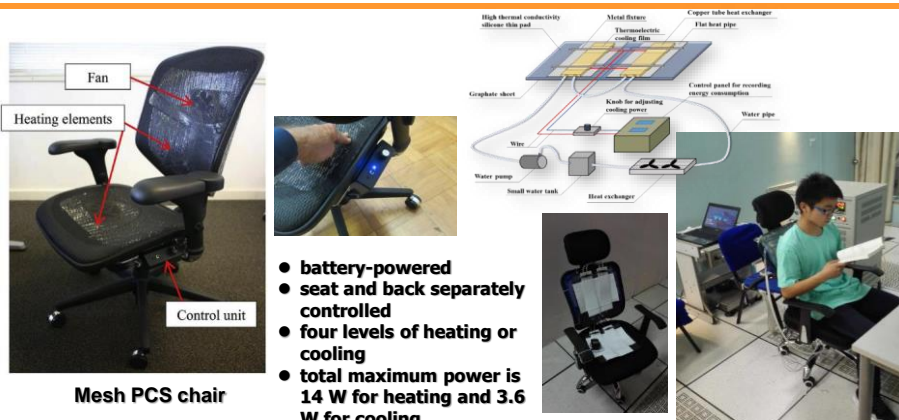 Fan
Heating elements
Control unit
Mesh PCS chair
● battery-powered
● seat and back separately
controlled
● four levels of heating or
cooling
● total maximum power is
14 W for heating and 3.6
W for cooling
High thermal conductivity
silicone thin pad
Metal fixture
Thermoelectric
cooling film
Copper tube heat exchanger
Flat heat pipe
Graphate sheet
Knob for adjusting
cooling power
Control panel for recording
energy consumption
Water pipe
Wire
Water pump
Small water tank
Heat exchanger